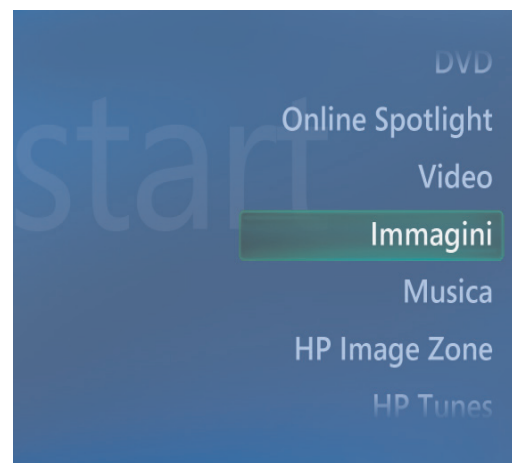 start
DVD
Online Spotlight
Video
Immagini
Musica
HP Image Zone
HP Tunes